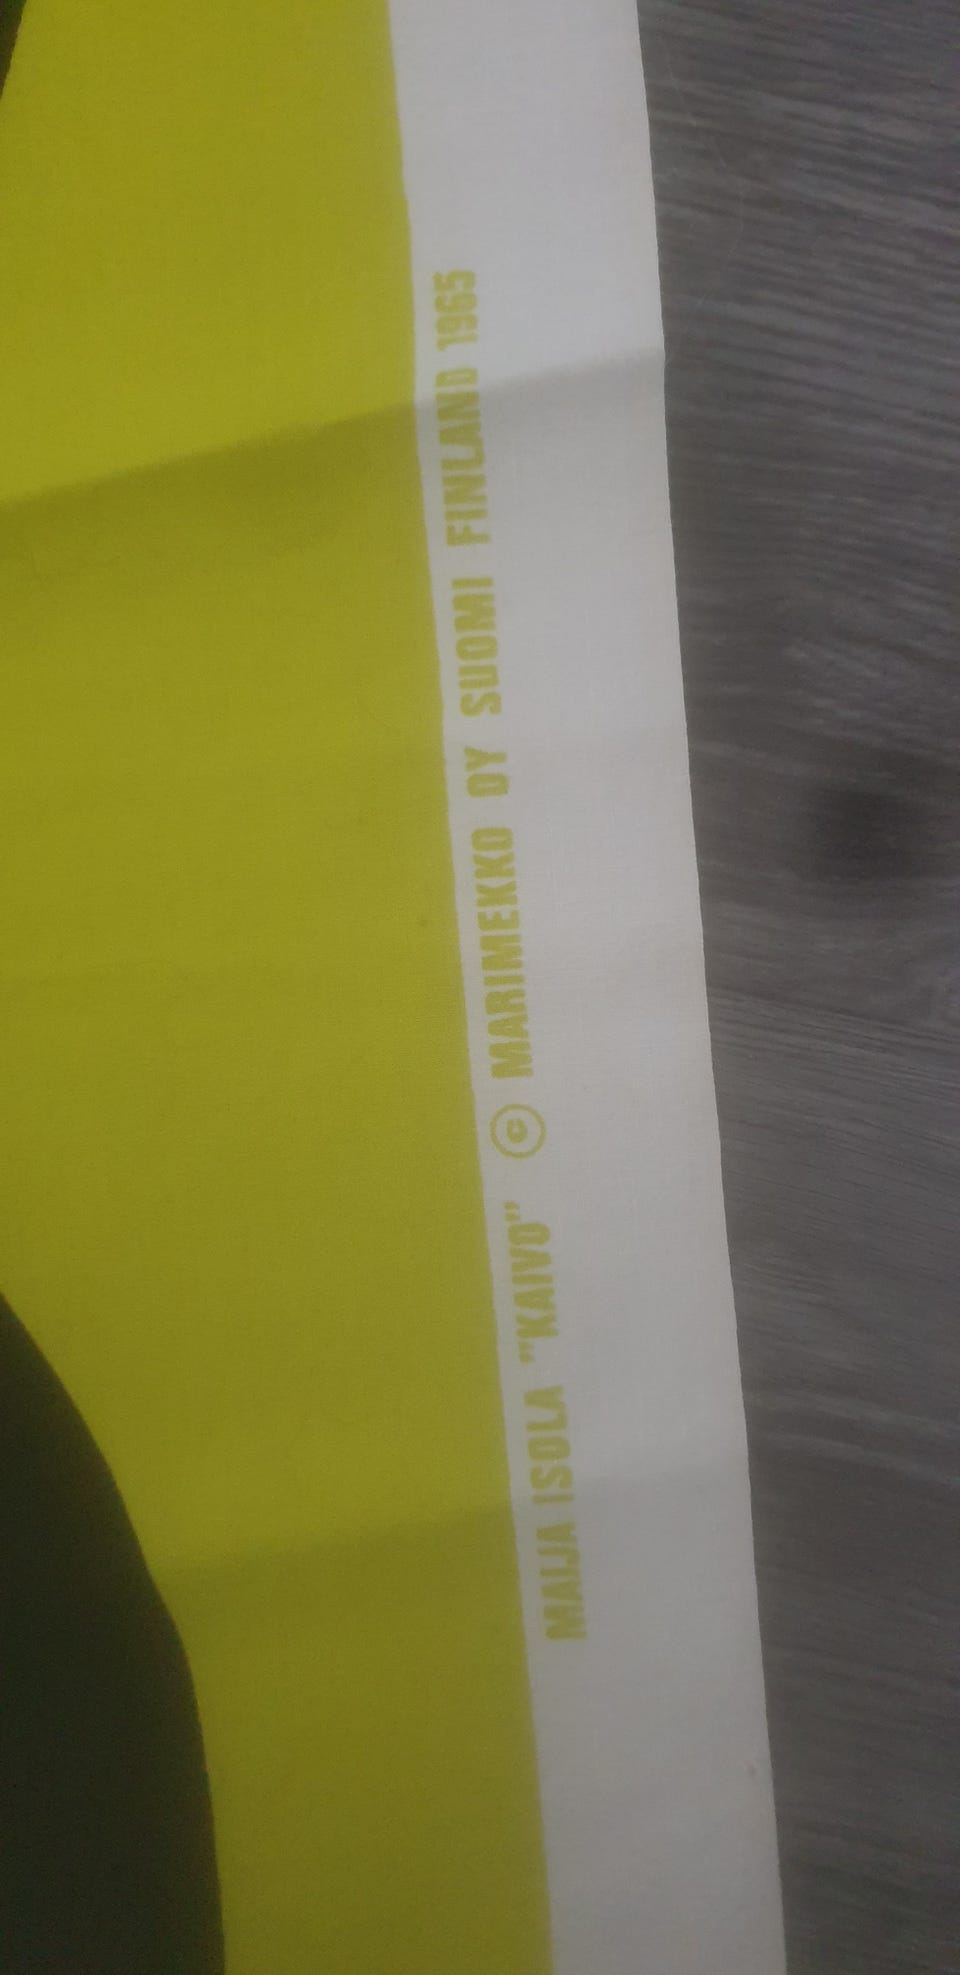 MAIJA ISOLA "KAIVO" © MARIMEKKO OY SUOMI FINLAND 1965